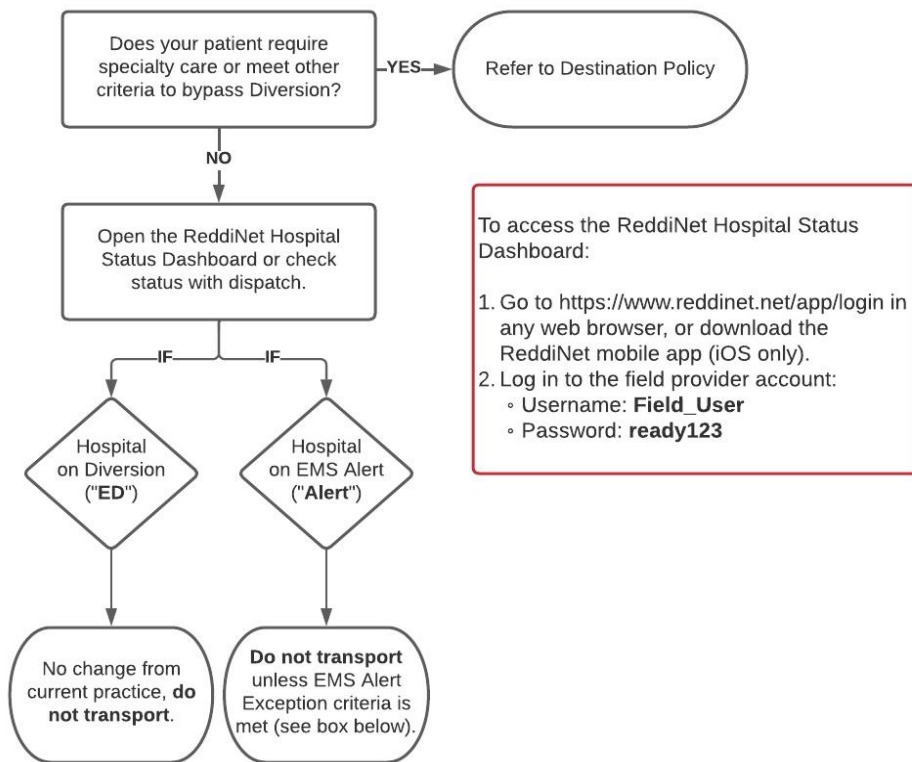 Does your patient require
specialty care or meet other
criteria to bypass Diversion?
YES
Refer to Destination Policy
NO
Open the ReddiNet Hospital
Status Dashboard or check
status with dispatch.
IF
IF
Hospital
on Diversion
("ED")
Hospital
on EMS Alert
("Alert")
No change from
current practice, do
not transport.
Do not transport
unless EMS Alert
Exception criteria is
met (see box below).
To access the ReddiNet Hospital Status
Dashboard:
1. Go to https://www.reddinet.net/app/login in
any web browser, or download the
ReddiNet mobile app (iOS only).
2. Log in to the field provider account:
◦ Username: Field_User
◦ Password: ready123